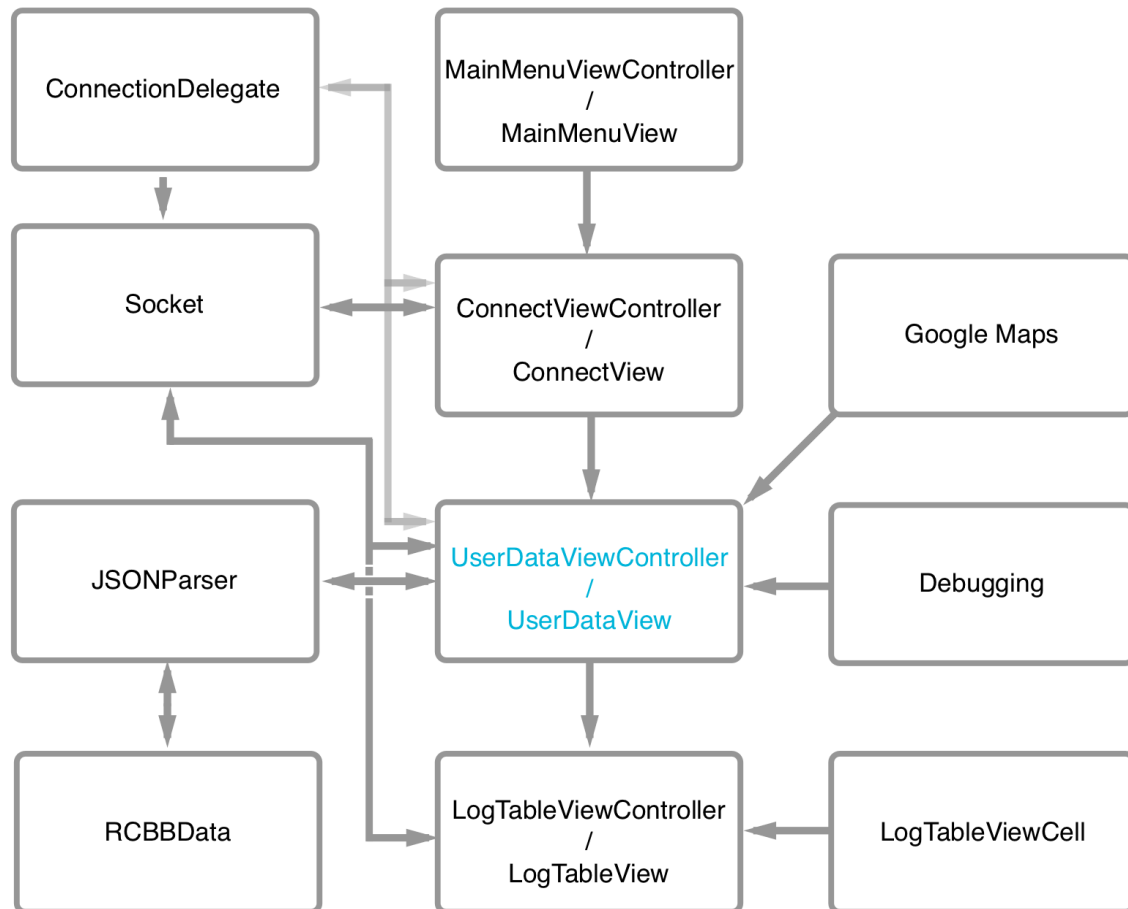 ConnectionDelegate
MainMenuViewController
/
MainMenuView
Socket
ConnectViewController
/
ConnectView
Google Maps
JSONParser
UserDataViewController
/
UserDataView
Debugging
RCBBData
LogTableViewController
/
LogTableView
LogTableViewCell